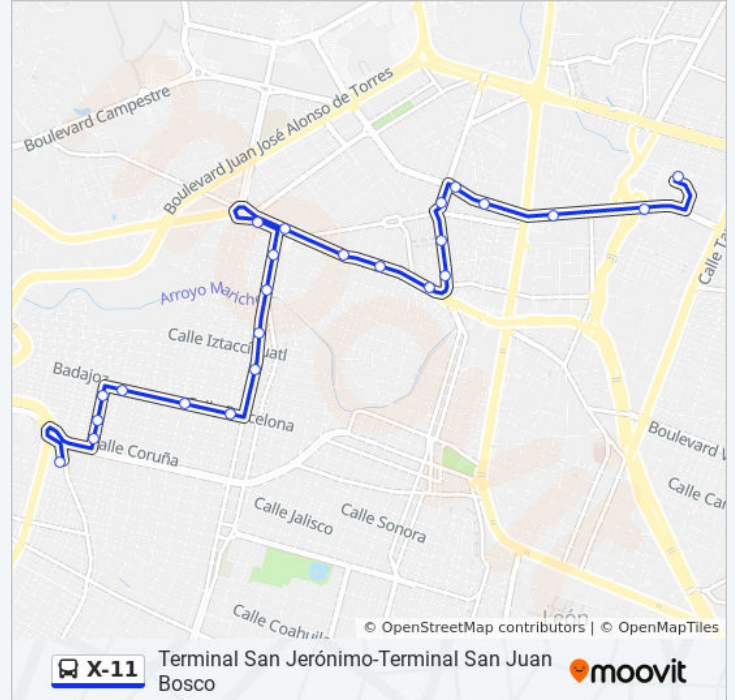 Boulevard Campestre
Boulevard Juan José Alonso de Torres
Calle Ta
Arroyo Mariche
Calle Iztaccíhuatl
Badajoz
Calle Barcelona
Calle Coruña
Boulevard V
Calle Car
Calle Jalisco
Calle Sonora
Calle Coahuila
León
© OpenStreetMap contributors | © OpenMapTiles
X-11
Terminal San Jerónimo-Terminal San Juan
Bosco
moovit